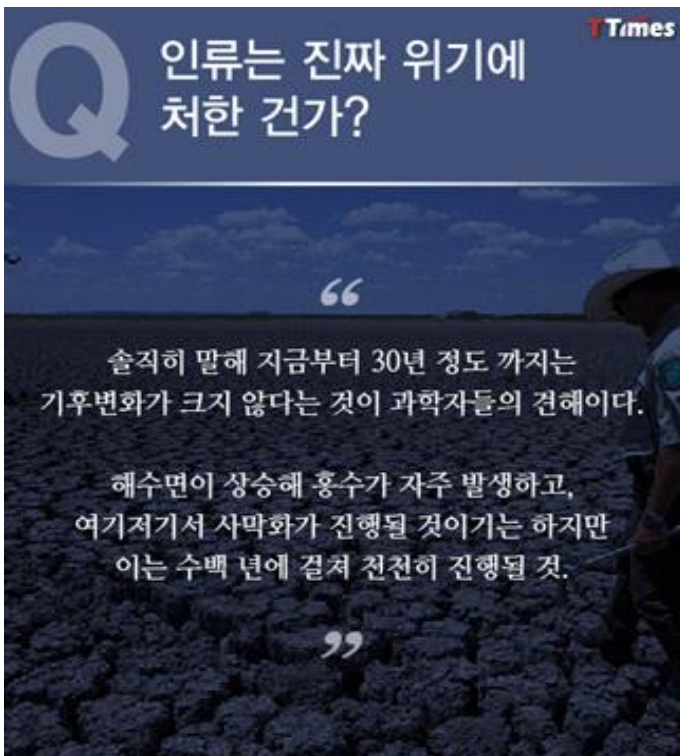 TTimes
Q 인류는 진짜 위기에
처한 건가?
“
솔직히 말해 지금부터 30년 정도 까지는
기후변화가 크지 않다는 것이 과학자들의 견해이다.
해수면이 상승해 홍수가 자주 발생하고,
여기저기서 사막화가 진행될 것이기는 하지만
이는 수백 년에 걸쳐 천천히 진행될 것.
”